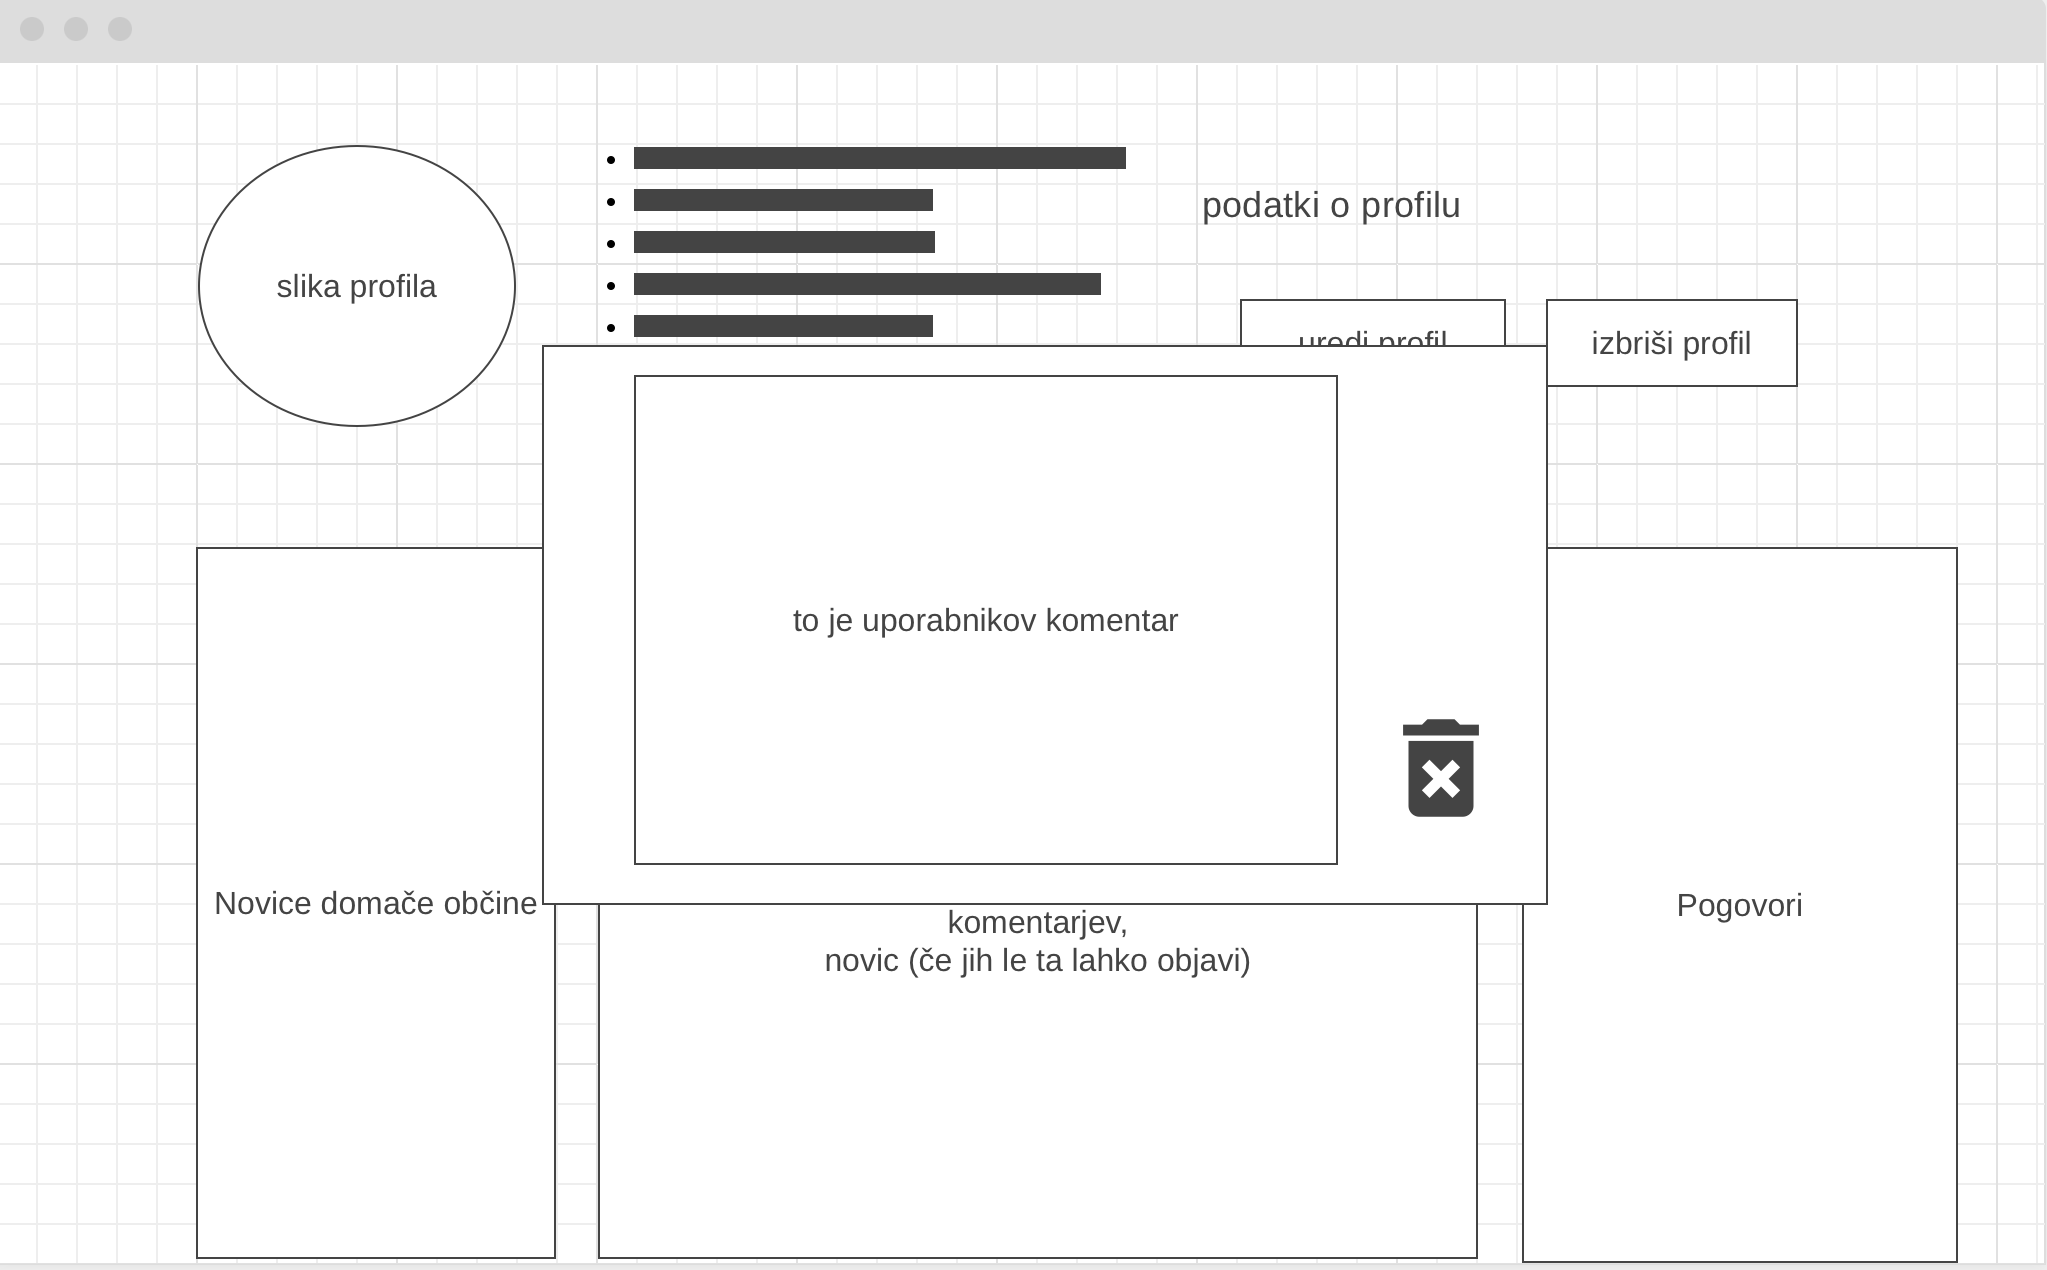 podatki o profilu
slika profila
uredi profil
izbriši profil
to je uporabnikov komentar
Novice domače občine
komentarjev,
novic (če jih le ta lahko objavi)
Pogovori